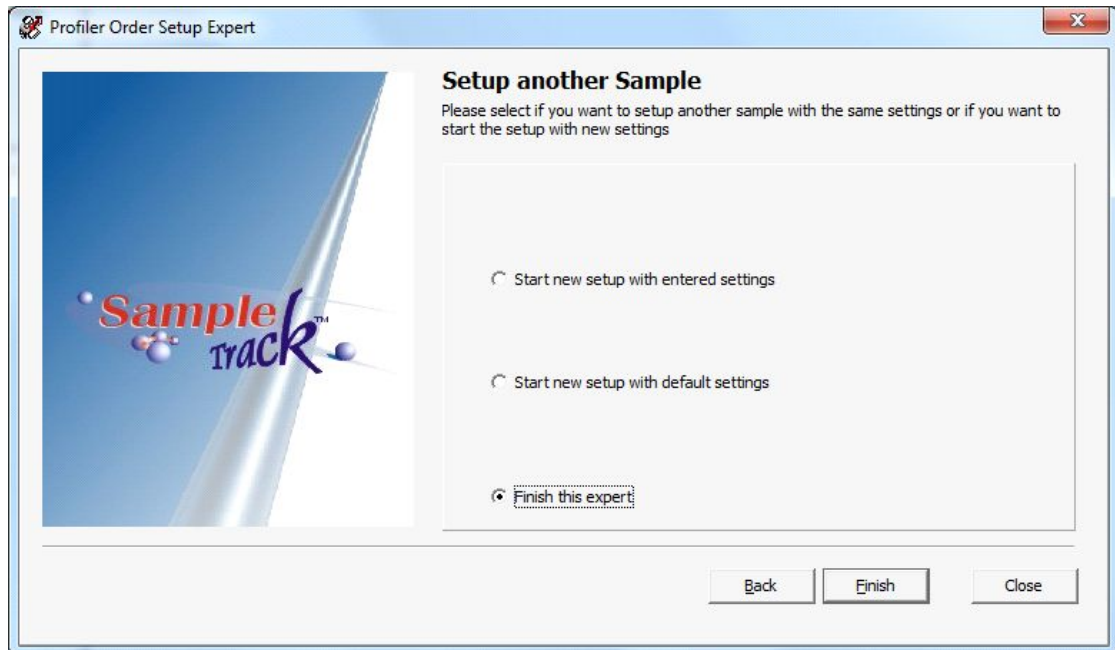 Profiler Order Setup Expert
Setup another Sample
Please select if you want to setup another sample with the same settings or if you want to
start the setup with new settings
Sample
Track™
Start new setup with entered settings
Start new setup with default settings
Finish this expert
Back
Finish
Close